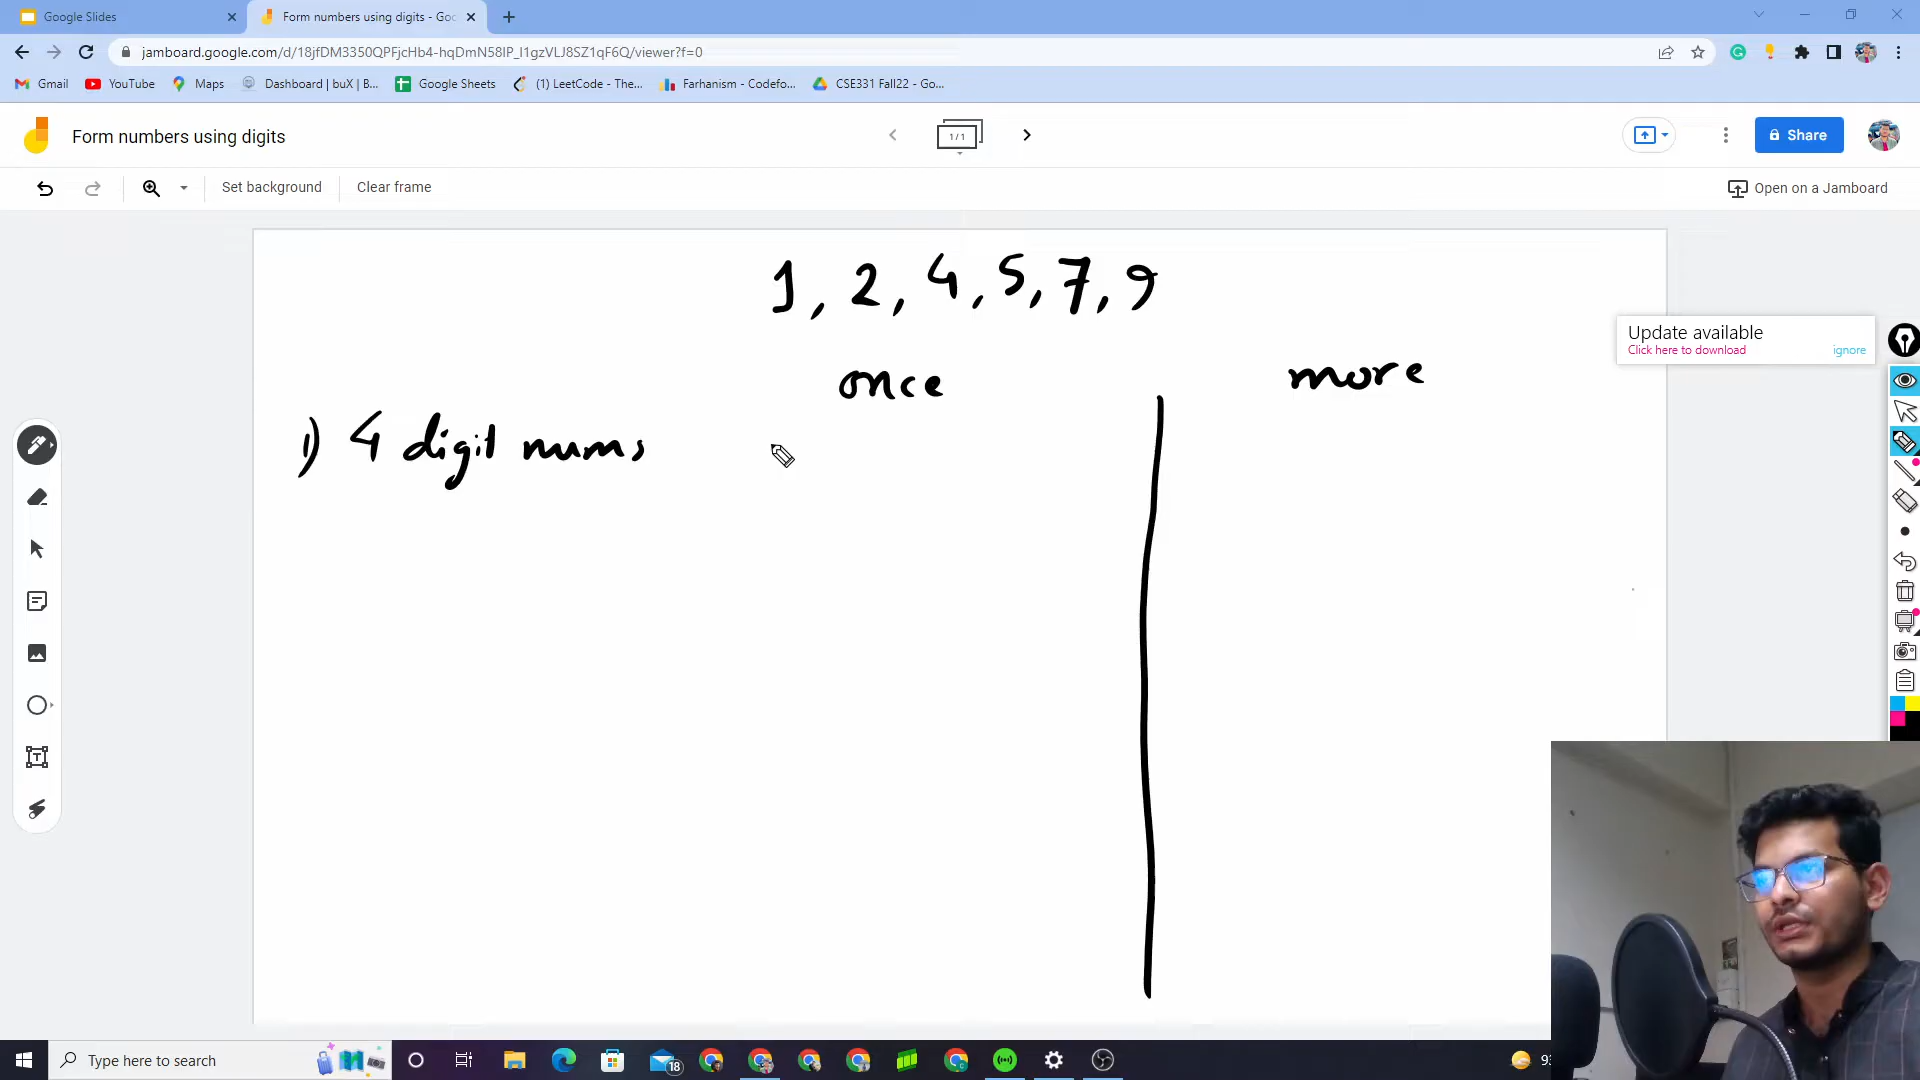 Google Slides
Form numbers using digits - Goo
jamboard.google.com/d/18jfDM3350QPFjcHb4-hqDmN58IP_I1gzVLJ8SZ1qF6Q/viewer?f=0
Gmail YouTube Maps Dashboard | buX | B... Google Sheets (1) LeetCode - The... Farhanism - Codefo... CSE331 Fall22 - Go...
Form numbers using digits
1 / 1
Share
Set background Clear frame
Open on a Jamboard
1, 2, 4, 5, 7, 9
Update available
Click here to download ignore
once more
1) 4 digit nums
Type here to search
18